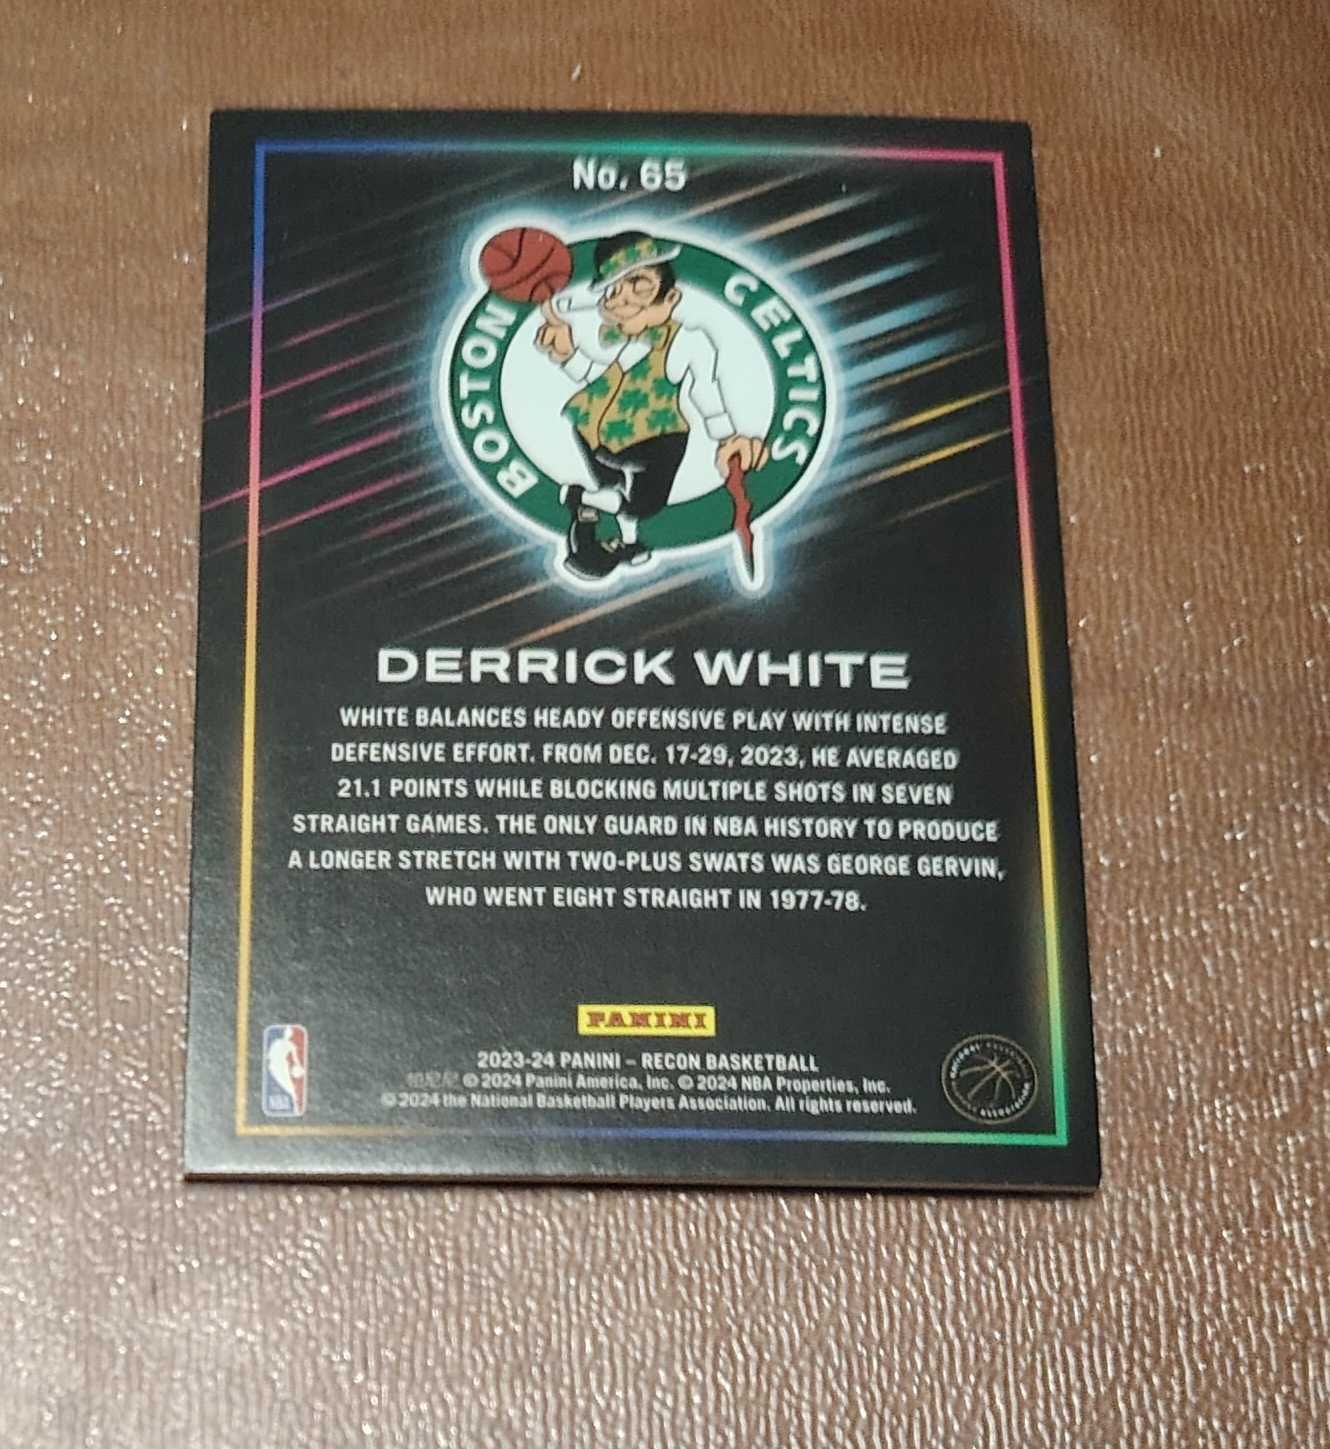 No. 65
BOSTON CELTICS
DERRICK WHITE
WHITE BALANCES HEADY OFFENSIVE PLAY WITH INTENSE
DEFENSIVE EFFORT. FROM DEC. 17-29, 2023, HE AVERAGED
21.1 POINTS WHILE BLOCKING MULTIPLE SHOTS IN SEVEN
STRAIGHT GAMES. THE ONLY GUARD IN NBA HISTORY TO PRODUCE
A LONGER STRETCH WITH TWO-PLUS SWATS WAS GEORGE GERVIN,
WHO WENT EIGHT STRAIGHT IN 1977-78.
PANINI
2023-24 PANINI – RECON BASKETBALL
© 2024 Panini America, Inc. © 2024 NBA Properties, Inc.
© 2024 the National Basketball Players Association. All rights reserved.
NBA